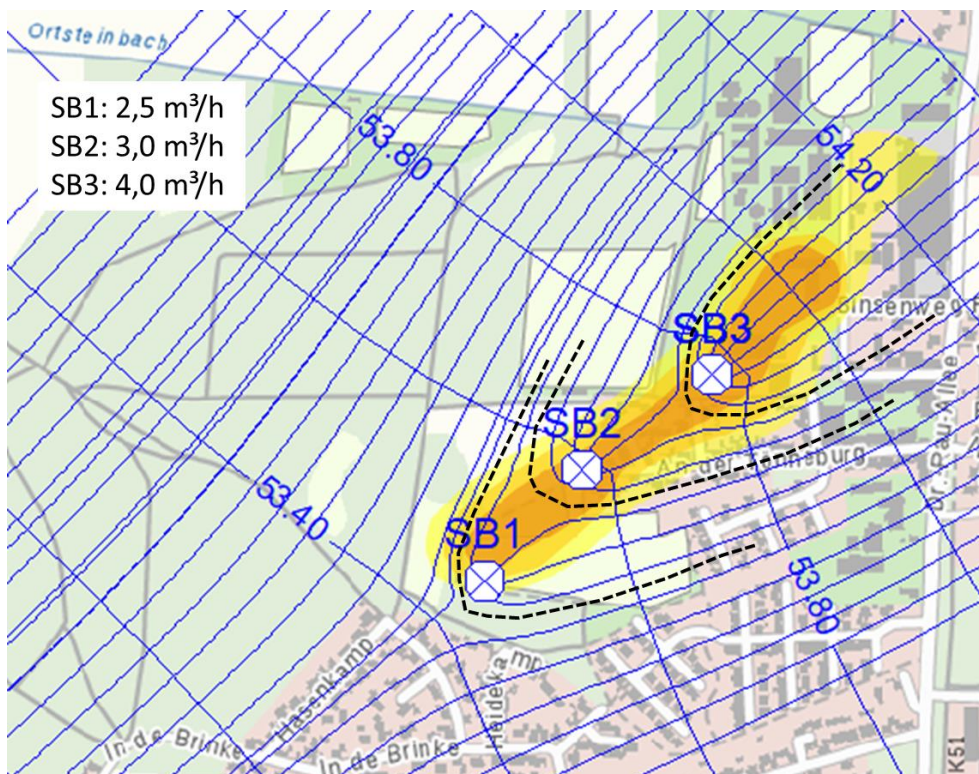 Ortsteinbach
SB1: 2,5 m³/h
SB2: 3,0 m³/h
SB3: 4,0 m³/h
53.80
54.20
Binsenweg
SB3
SB2
An der Tannsburg
Dr.-Rau-Allee
53.40
SB1
53.80
Hasenkamp
Heidekamp
In de Brinke
In de Brinke
K51